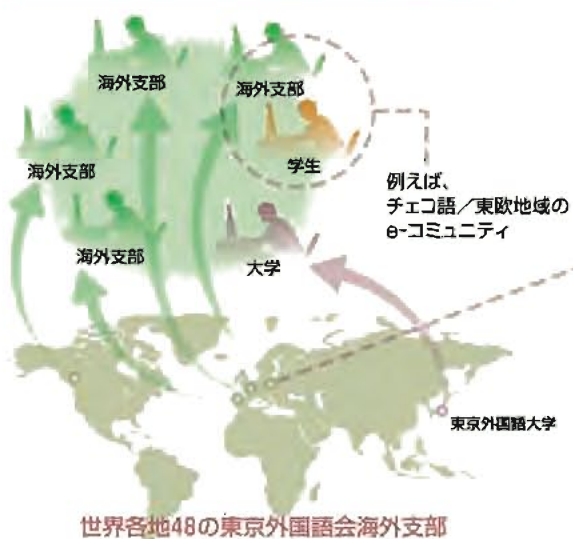 海外支部
海外支部
海外支部
学生
例えば、
チェコ語／東欧地域の
e-コミュニティ
海外支部
大学
東京外国語大学
世界各地48の東京外国語会海外支部